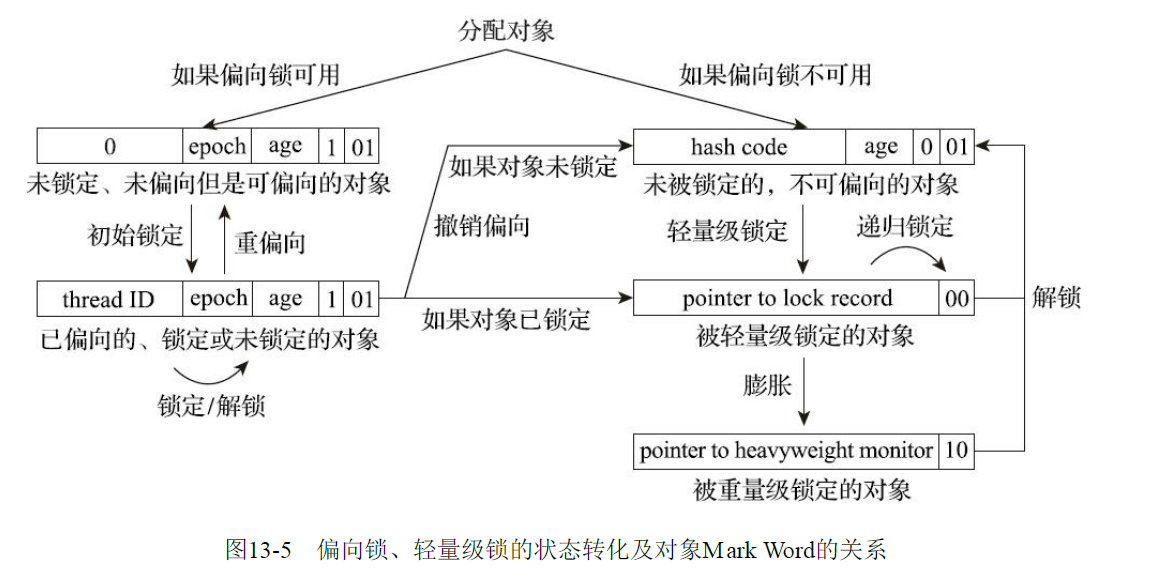 分配对象
如果偏向锁可用
如果偏向锁不可用
0 epoch age 1 01
hash code age 0 01
未锁定、未偏向但是可偏向的对象
如果对象未锁定
未被锁定的，不可偏向的对象
初始锁定
重偏向
撤销偏向
轻量级锁定
递归锁定
thread ID epoch age 1 01
pointer to lock record 00
解锁
已偏向的、锁定或未锁定的对象
如果对象已锁定
被轻量级锁定的对象
锁定/解锁
膨胀
pointer to heavyweight monitor 10
被重量级锁定的对象
图13-5 偏向锁、轻量级锁的状态转化及对象Mark Word的关系